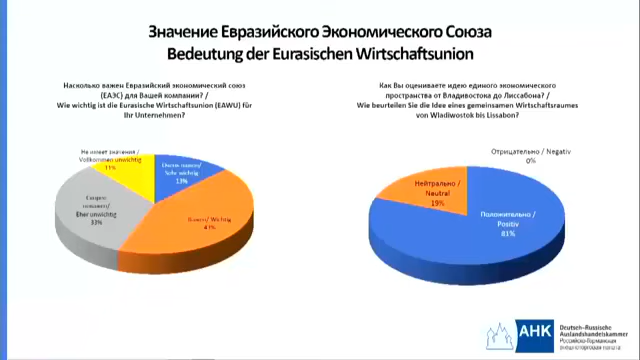 Значение Евразийского Экономического Союза
Bedeutung der Eurasischen Wirtschaftsunion
Насколько важен Евразийский экономический союз
(ЕАЭС) для Вашей компании? /
Wie wichtig ist die Eurasische Wirtschaftsunion (EAWU) für
Ihr Unternehmen?
Не имеет значения /
Vollkommen unwichtig
11%
Очень важен/
Sehr wichtig
13%
Важен/ Wichtig
43%
Скорее
неважен/
Eher unwichtig
33%
Как Вы оцениваете идею единого экономического
пространства от Владивостока до Лиссабона? /
Wie beurteilen Sie die Idee eines gemeinsamen Wirtschaftsraumes
von Wladiwostok bis Lissabon?
Отрицательно / Negativ
0%
Нейтрально /
Neutral
19%
Положительно /
Positiv
81%
AHK
Deutsch-Russische
Auslandshandelskammer
Российско-Германская
внешнеторговая палата